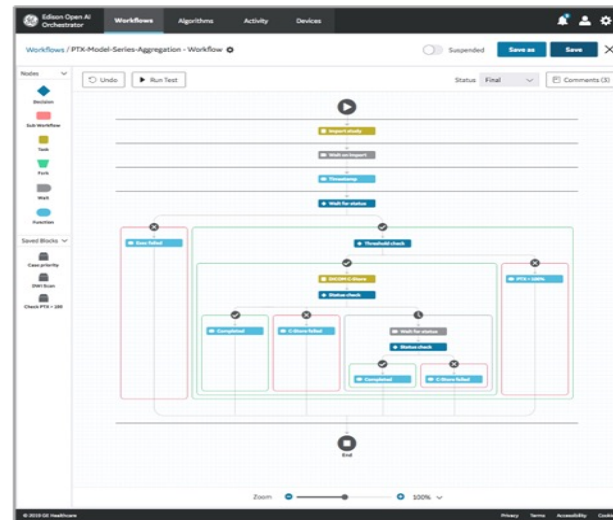 Edison Open AI
Orchestrator
Workflows
Algorithms
Activity
Devices
Workflows / PTX-Model-Series-Aggregation - Workflow
Suspended
Save as
Save
Nodes
Undo
Run Test
Status
Final
Comments (3)
Decision
Sub Workflow
Task
Fork
Wait
Function
Saved Blocks
Case priority
DWI Scan
Check PTX > 100
Import study
Wait on import
Timestamp
Wait for status
Exec failed
Threshold check
DICOM C-Store
PTX < 100%
Status check
Completed
C-Store failed
Wait for status
Status check
Completed
C-Store failed
End
Zoom
100%
© 2019 GE Healthcare
Privacy
Terms
Accessibility